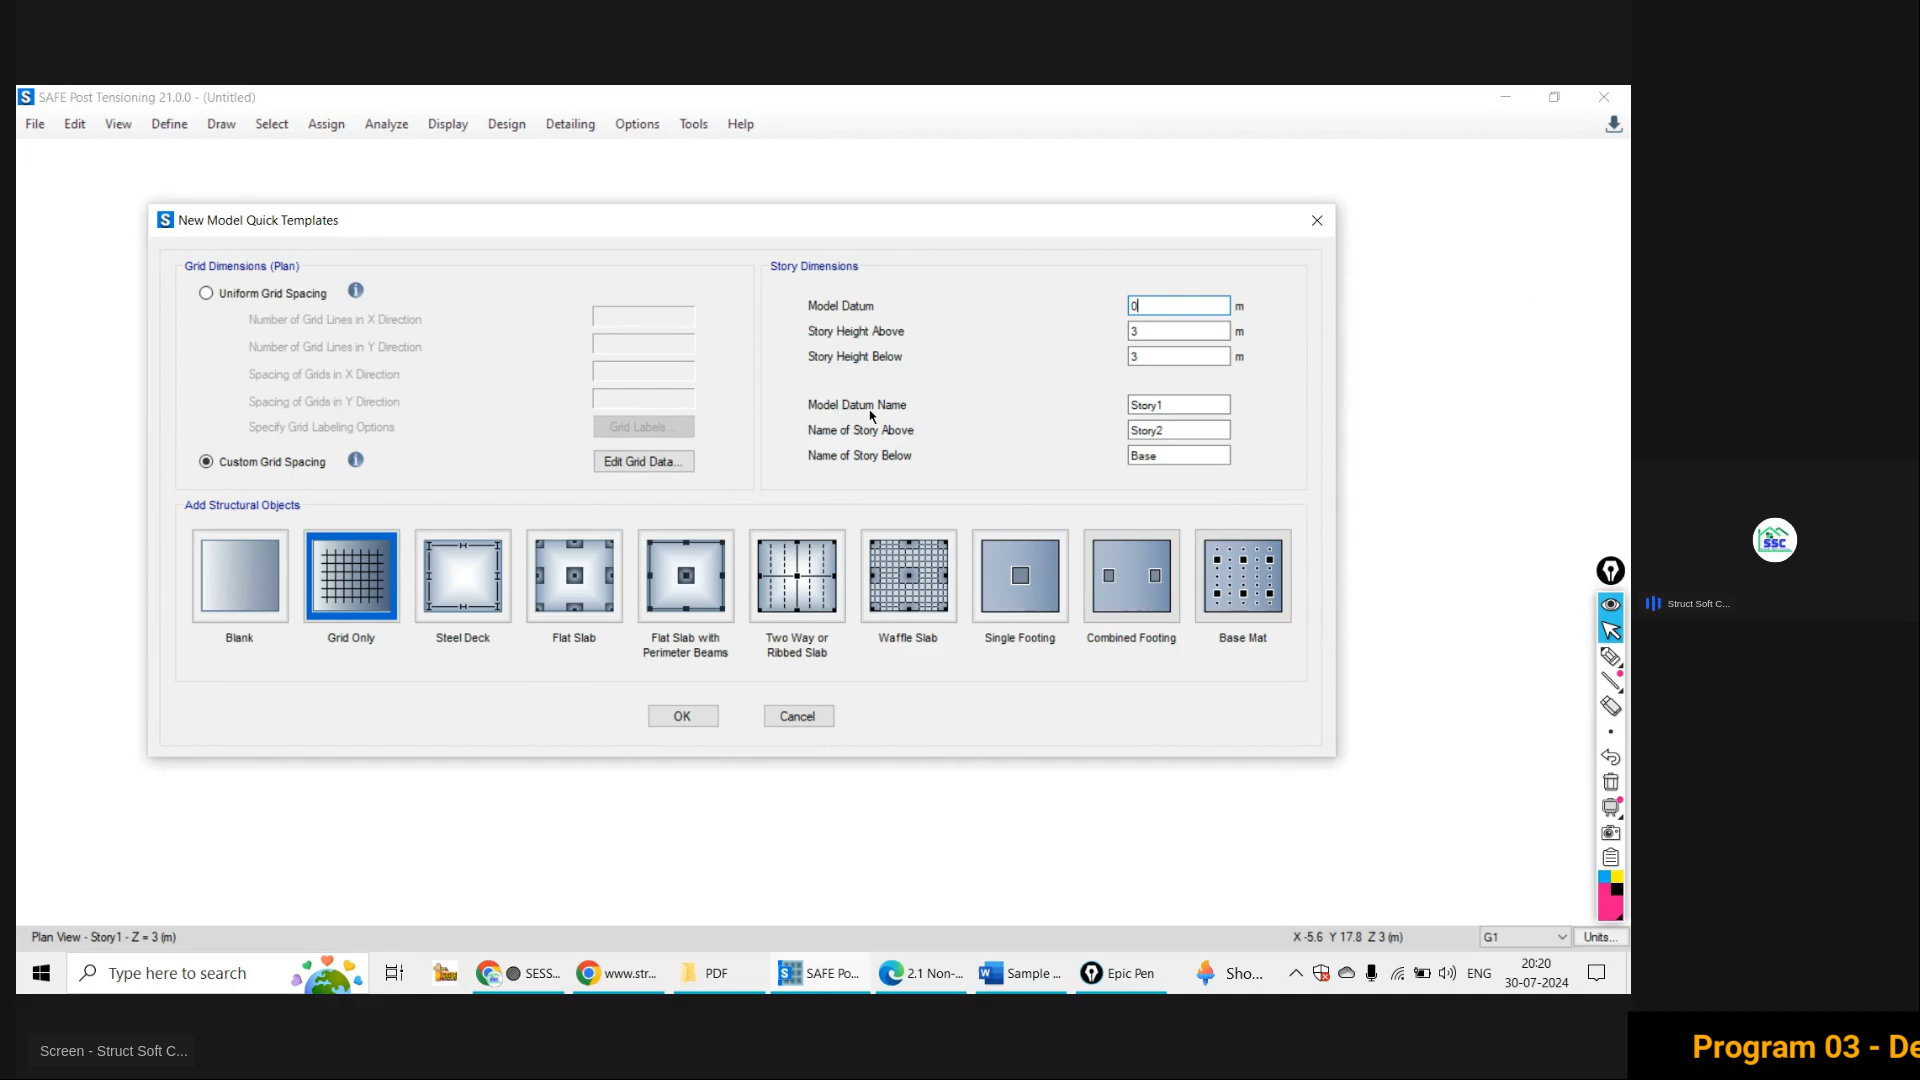 SAFE Post Tensioning 21.0.0 - (Untitled)
File Edit View Define Draw Select Assign Analyze Display Design Detailing Options Tools Help
New Model Quick Templates
Grid Dimensions (Plan)
Uniform Grid Spacing
Number of Grid Lines in X Direction
Number of Grid Lines in Y Direction
Spacing of Grids in X Direction
Spacing of Grids in Y Direction
Specify Grid Labeling Options Grid Labels...
Custom Grid Spacing Edit Grid Data...
Story Dimensions
Model Datum 0 m
Story Height Above 3 m
Story Height Below 3 m
Model Datum Name Story1
Name of Story Above Story2
Name of Story Below Base
Add Structural Objects
Blank
Grid Only
Steel Deck
Flat Slab
Flat Slab with
Perimeter Beams
Two Way or
Ribbed Slab
Waffle Slab
Single Footing
Combined Footing
Base Mat
OK Cancel
SSC
Struct Soft C...
Plan View - Story1 - Z = 3 (m) X -5.6 Y 17.8 Z 3 (m) G1 Units...
Type here to search SESS... www.str... PDF SAFE Po... 2.1 Non-... Sample ... Epic Pen Sho... ENG
20:20
30-07-2024
Screen - Struct Soft C...
Program 03 - De